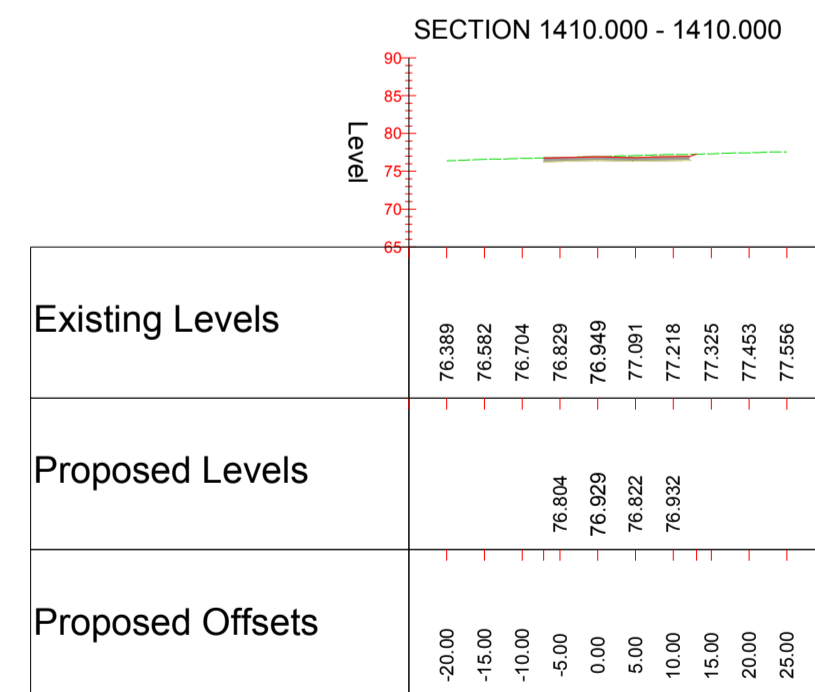 SECTION 1410.000 - 1410.000
Level
90
85
80
75
70
65
Existing Levels
76.389 76.582 76.704 76.829 76.949 77.091 77.218 77.325 77.453 77.556
Proposed Levels
76.804 76.929 76.822 76.932
Proposed Offsets
-20.00 -15.00 -10.00 -5.00 0.00 5.00 10.00 15.00 20.00 25.00